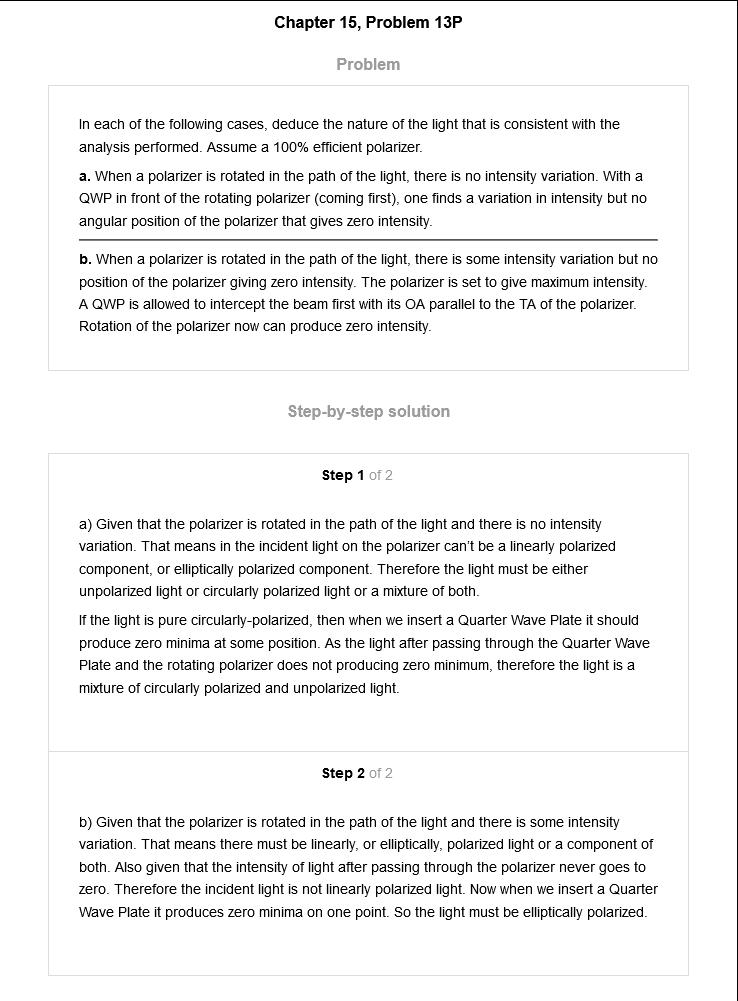 Chapter 15, Problem 13P
Problem
In each of the following cases, deduce the nature of the light that is consistent with the
analysis performed. Assume a 100% efficient polarizer.
a. When a polarizer is rotated in the path of the light, there is no intensity variation. With a
QWP in front of the rotating polarizer (coming first), one finds a variation in intensity but no
angular position of the polarizer that gives zero intensity.
b. When a polarizer is rotated in the path of the light, there is some intensity variation but no
position of the polarizer giving zero intensity. The polarizer is set to give maximum intensity.
A QWP is allowed to intercept the beam first with its OA parallel to the TA of the polarizer.
Rotation of the polarizer now can produce zero intensity.
Step-by-step solution
Step 1 of 2
a) Given that the polarizer is rotated in the path of the light and there is no intensity
variation. That means in the incident light on the polarizer can't be a linearly polarized
component, or elliptically polarized component. Therefore the light must be either
unpolarized light or circularly polarized light or a mixture of both.
If the light is pure circularly-polarized, then when we insert a Quarter Wave Plate it should
produce zero minima at some position. As the light after passing through the Quarter Wave
Plate and the rotating polarizer does not producing zero minimum, therefore the light is a
mixture of circularly polarized and unpolarized light.
Step 2 of 2
b) Given that the polarizer is rotated in the path of the light and there is some intensity
variation. That means there must be linearly, or elliptically, polarized light or a component of
both. Also given that the intensity of light after passing through the polarizer never goes to
zero. Therefore the incident light is not linearly polarized light. Now when we insert a Quarter
Wave Plate it produces zero minima on one point. So the light must be elliptically polarized.